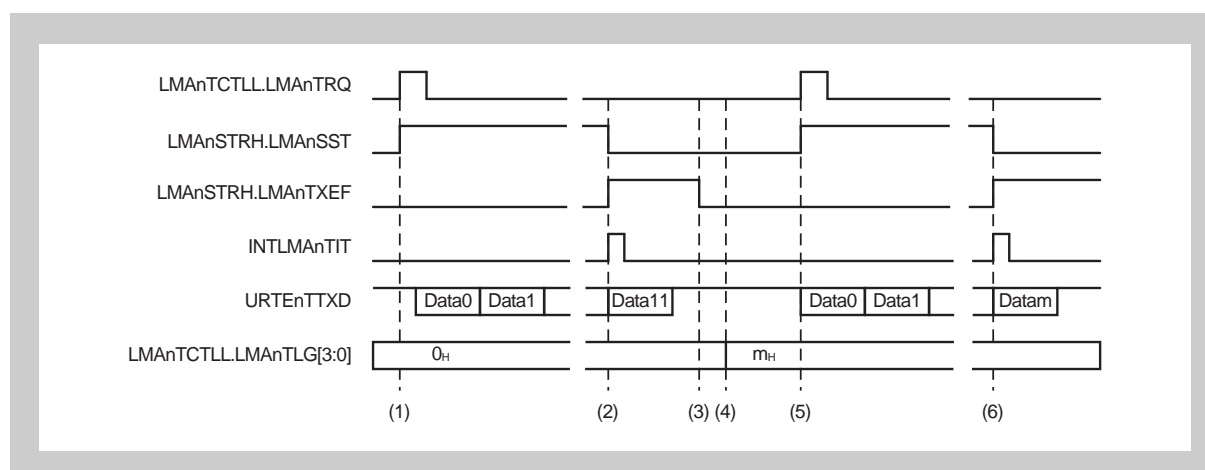 LMAnTCTLL.LMAnTRQ
LMAnSTRH.LMAnSST
LMAnSTRH.LMAnTXEF
INTLMAnTIT
URTEnTTXD Data0 Data1 Data11 Data0 Data1 Datam
LMAnTCTLL.LMAnTLG[3:0] 0H mH
(1) (2) (3) (4) (5) (6)